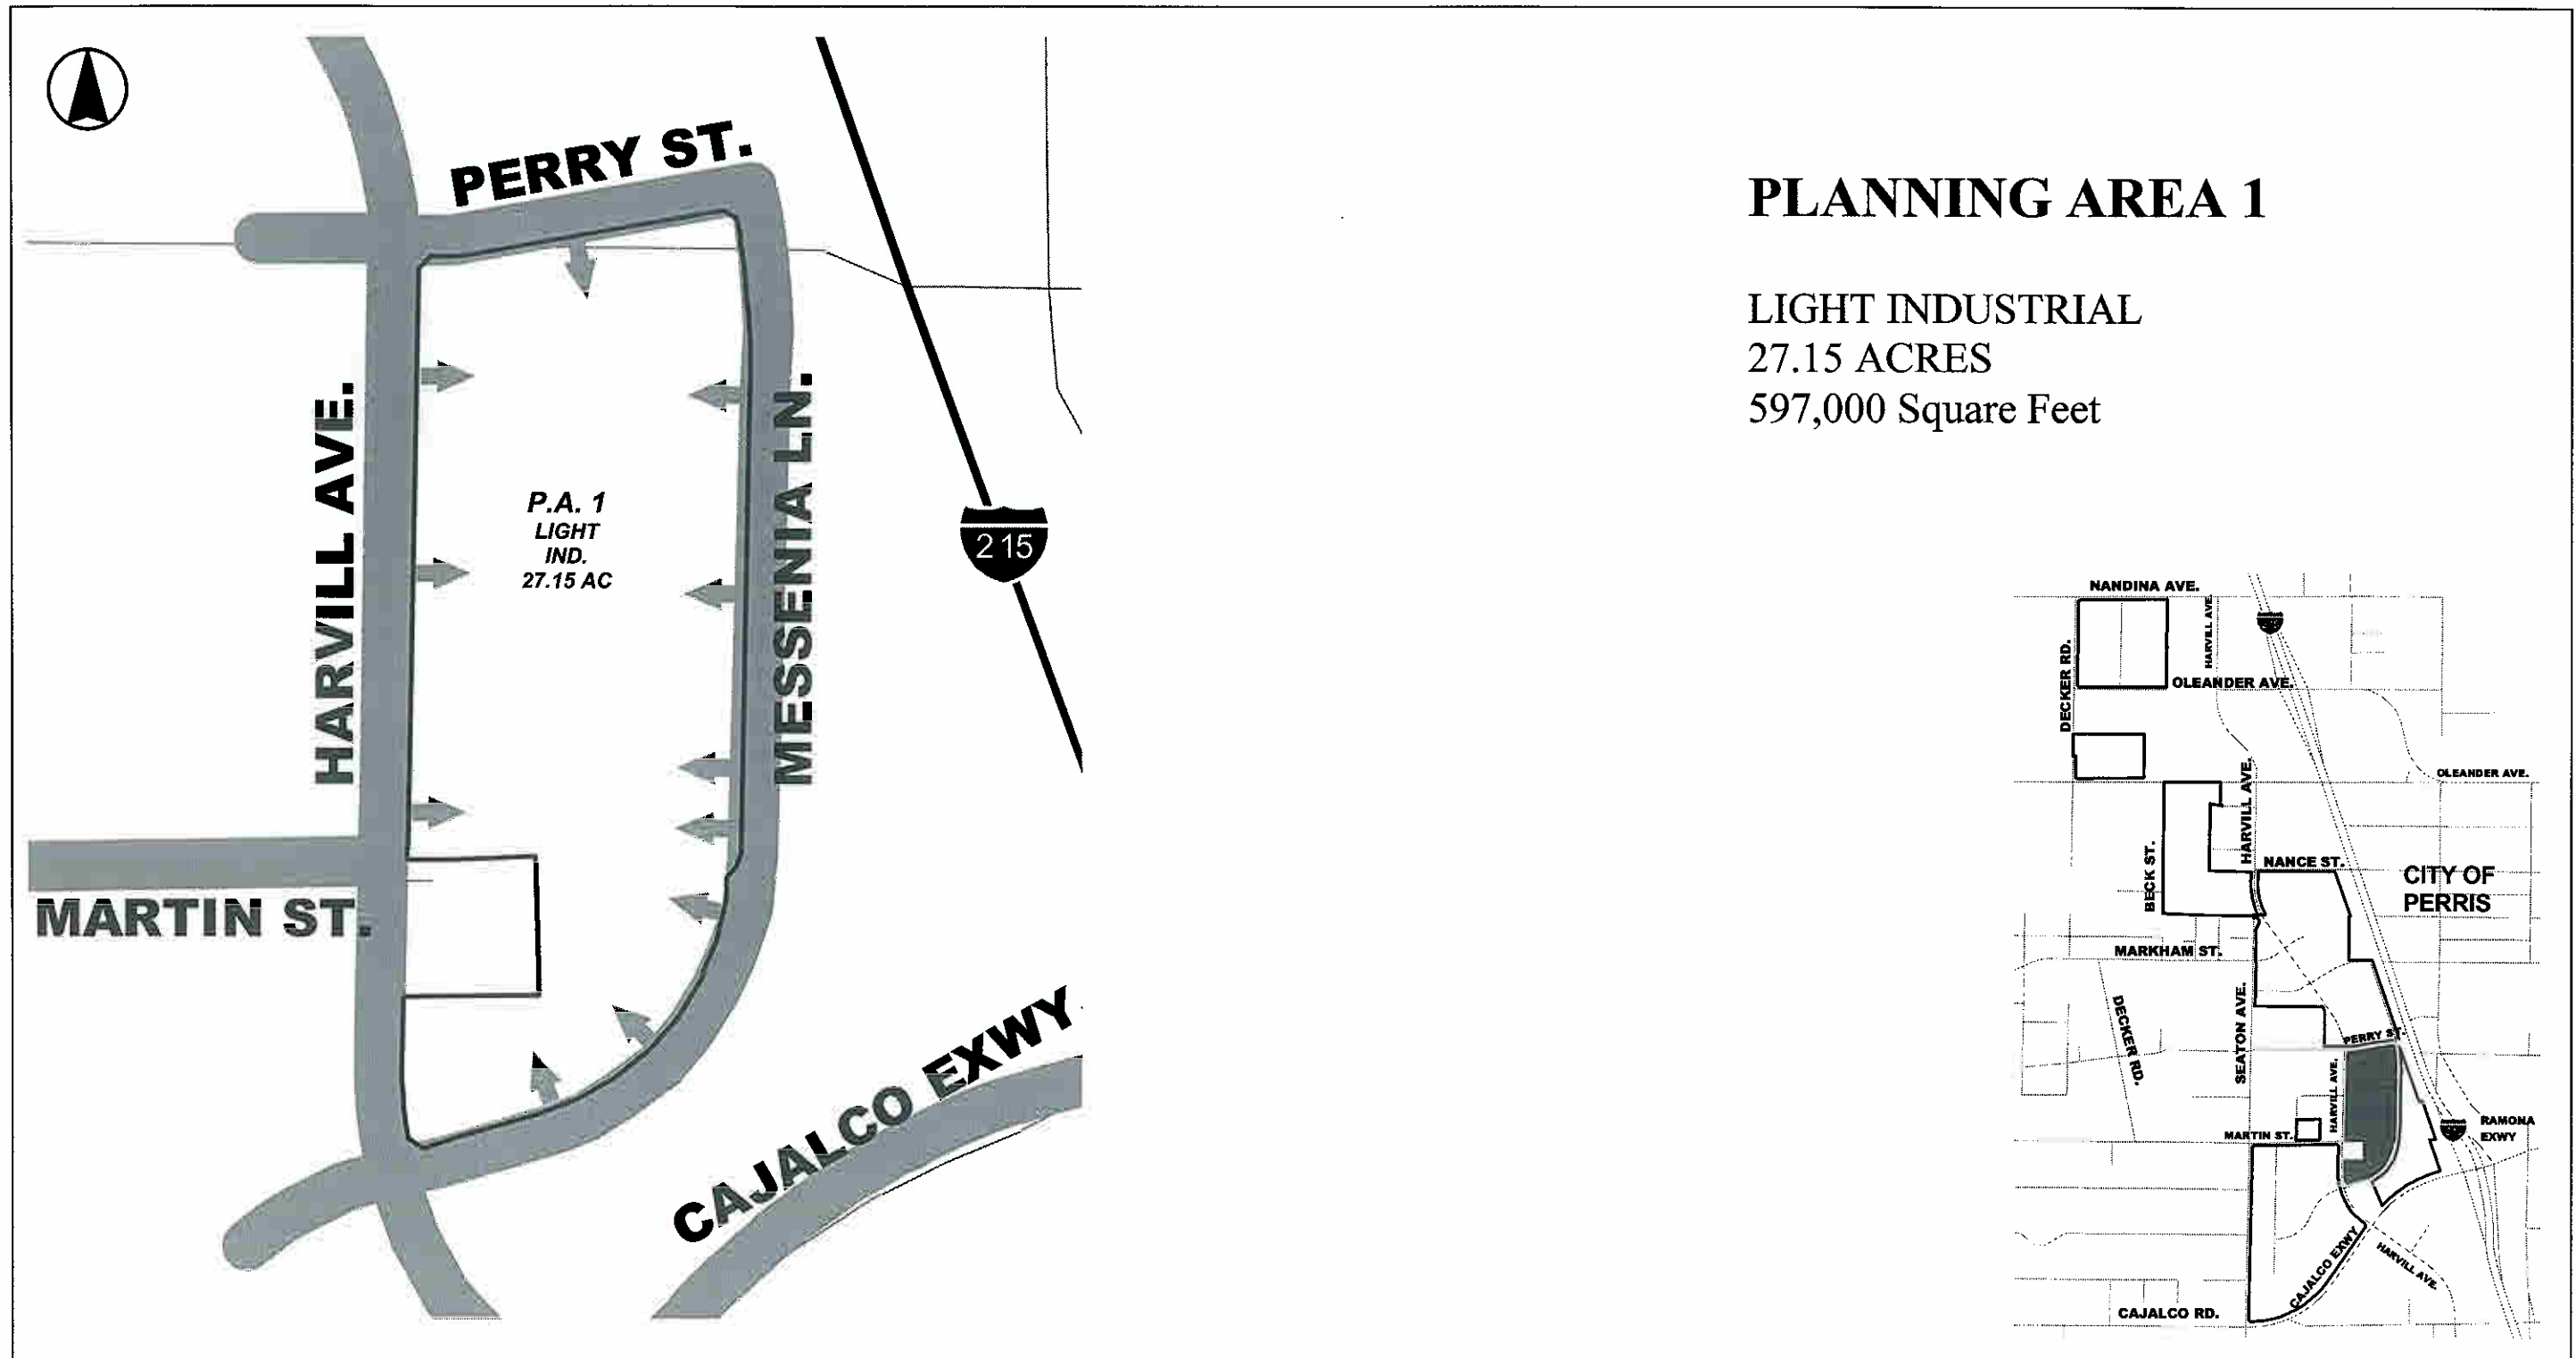 PERRY ST.
HARVILL AVE.
MESSENIA LN.
P.A. 1
LIGHT
IND.
27.15 AC
215
MARTIN ST.
CAJALCO EXWY
PLANNING AREA 1
LIGHT INDUSTRIAL
27.15 ACRES
597,000 Square Feet
NANDINA AVE.
HARVILL AVE.
DECKER RD.
OLEANDER AVE.
OLEANDER AVE.
HARVILL AVE.
BECK ST.
NANCE ST.
CITY OF
PERRIS
MARKHAM ST.
DECKER RD.
SEATON AVE.
PERRY ST.
HARVILL AVE.
MARTIN ST.
RAMONA
EXWY
CAJALCO EXWY
HARVILL AVE.
CAJALCO RD.